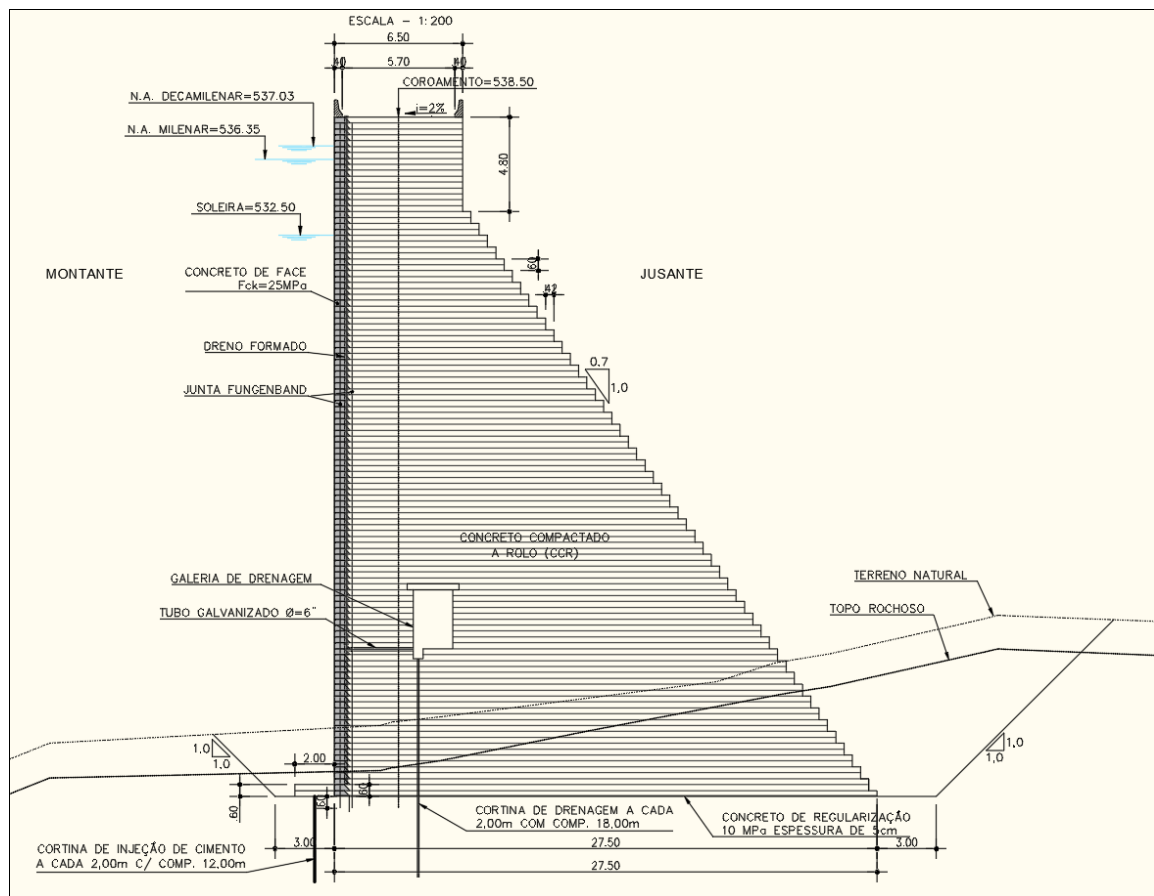 ESCALA - 1:200
6.50
.40
5.70
.40
COROAMENTO=538.50
N.A. DECAMILENAR=537.03
i=2%
N.A. MILENAR=536.35
4.80
SOLEIRA=532.50
MONTANTE
CONCRETO DE FACE
Fck=25MPa
.60
JUSANTE
.42
DRENO FORMADO
0.7
1,0
JUNTA FUNGENBAND
CONCRETO COMPACTADO
A ROLO (CCR)
GALERIA DE DRENAGEM
TERRENO NATURAL
TUBO GALVANIZADO Ø=6"
TOPO ROCHOSO
1,0
1,0
2.00
1,0
1,0
.60
.60
.60
CORTINA DE DRENAGEM A CADA
2,00m COM COMP. 18,00m
CONCRETO DE REGULARIZAÇÃO
10 MPa ESPESSURA DE 5cm
3.00
27.50
3.00
CORTINA DE INJEÇÃO DE CIMENTO
A CADA 2,00m C/ COMP. 12,00m
27.50